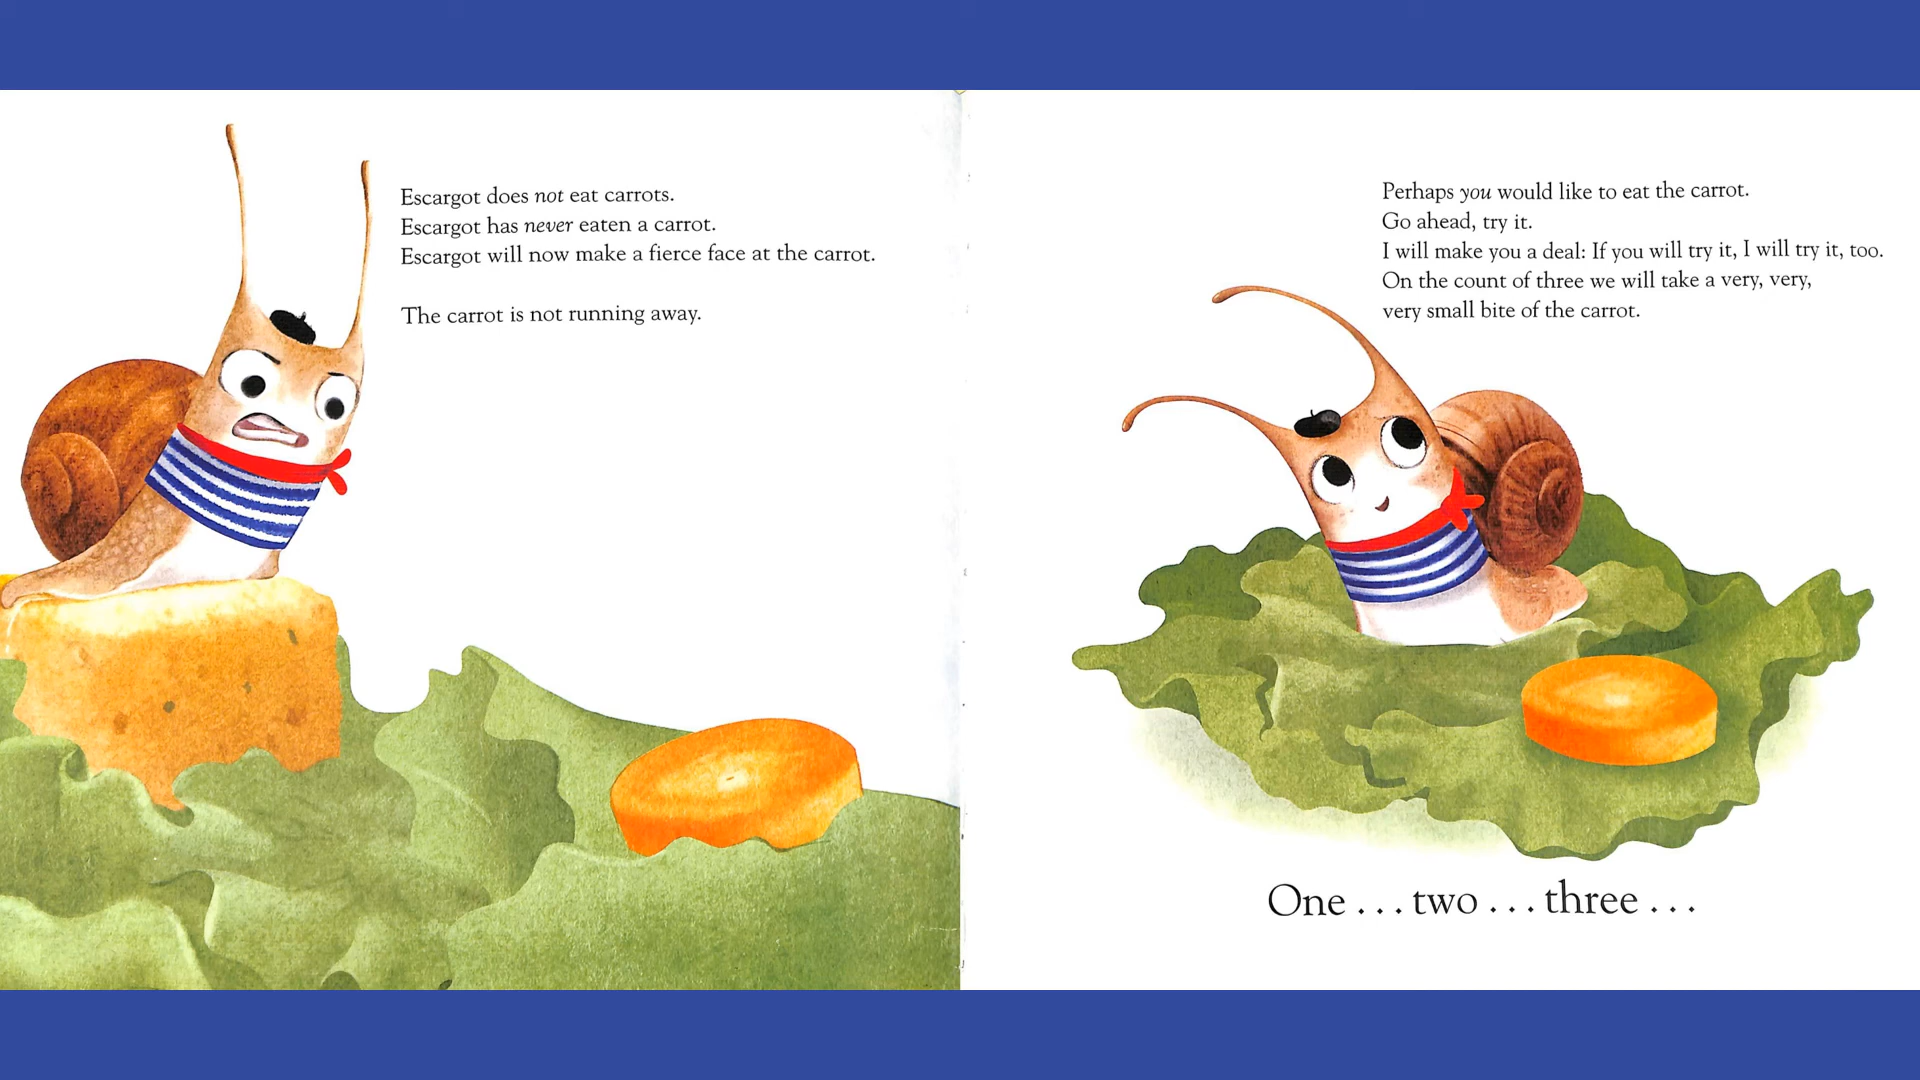 Escargot does not eat carrots.
Escargot has never eaten a carrot.
Escargot will now make a fierce face at the carrot.
The carrot is not running away.
Perhaps you would like to eat the carrot.
Go ahead, try it.
I will make you a deal: If you will try it, I will try it, too.
On the count of three we will take a very, very,
very small bite of the carrot.
One . . . two . . . three . . .